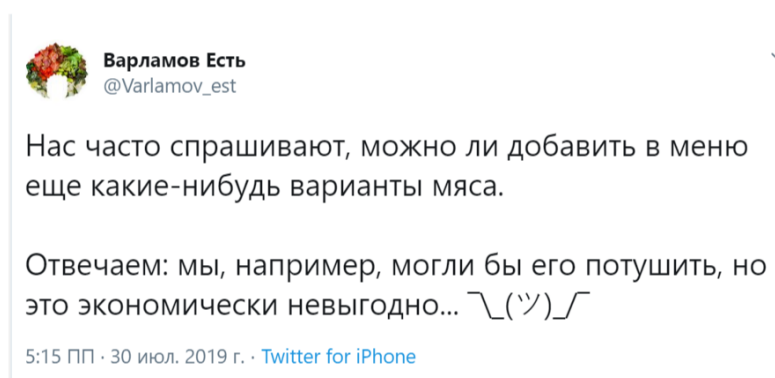 Варламов Есть
@Varlamov_est
Нас часто спрашивают, можно ли добавить в меню
еще какие-нибудь варианты мяса.
Отвечаем: мы, например, могли бы его потушить, но
это экономически невыгодно... ¯\_(ツ)_/¯
5:15 ПП · 30 июл. 2019 г. · Twitter for iPhone